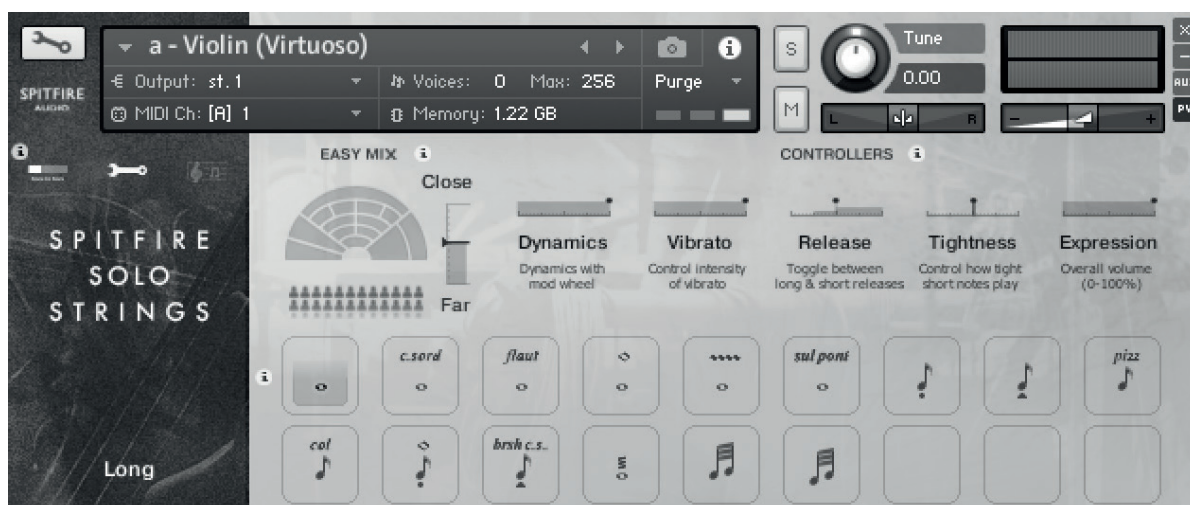 a - Violin (Virtuoso)
i
S
Tune
Output: st. 1
Voices: 0 Max: 256
Purge
0.00
SPITFIRE
AUDIO
MIDI Ch: [A] 1
Memory: 1.22 GB
M
L
R
- +
AUX
PV
EASY MIX i
CONTROLLERS i
Close
Far
Dynamics
Dynamics with
mod wheel
Vibrato
Control intensity
of vibrato
Release
Toggle between
long & short releases
Tightness
Control how tight
short notes play
Expression
Overall volume
(0-100%)
SPITFIRE
SOLO
STRINGS
Long
c.sord
flaut
sul pont
pizz
col
brsh c.s..